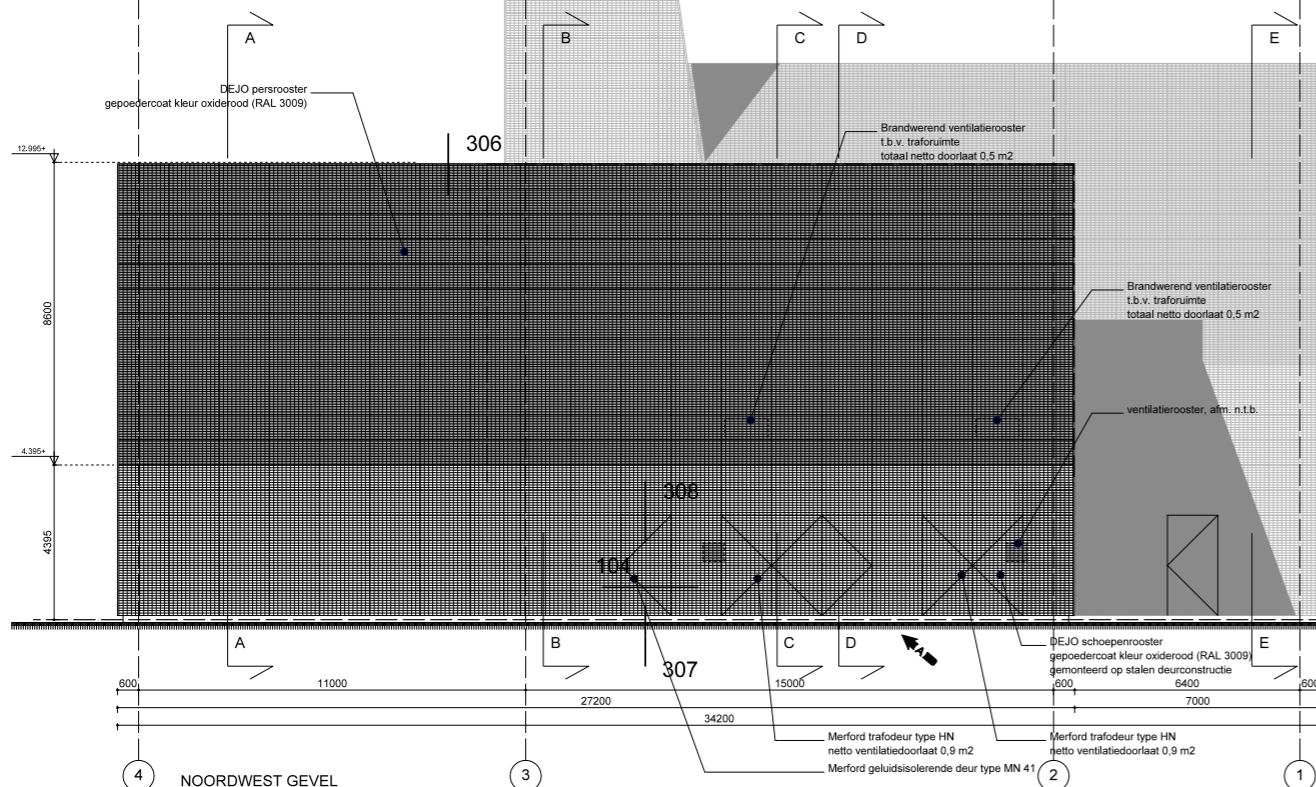 A
B
C
D
E
DEJO persrooster
gepoedercoat kleur oxiderood (RAL 3009)
306
Brandwerend ventilatierooster
t.b.v. traforuimte
totaal netto doorlaat 0,5 m2
12.995+
Brandwerend ventilatierooster
t.b.v. traforuimte
totaal netto doorlaat 0,5 m2
8600
ventilatierooster, afm. n.t.b.
4.395+
308
4395
104
A
B
C
D
A
E
DEJO schoepenrooster
gepoedercoat kleur oxiderood (RAL 3009)
gemonteerd op stalen deurconstructie
307
600
11000
15000
600
6400
600
27200
7000
34200
Merford trafodeur type HN
netto ventilatiedoorlaat 0,9 m2
Merford trafodeur type HN
netto ventilatiedoorlaat 0,9 m2
Merford geluidsisolerende deur type MN 41
4
NOORDWEST GEVEL
3
2
1